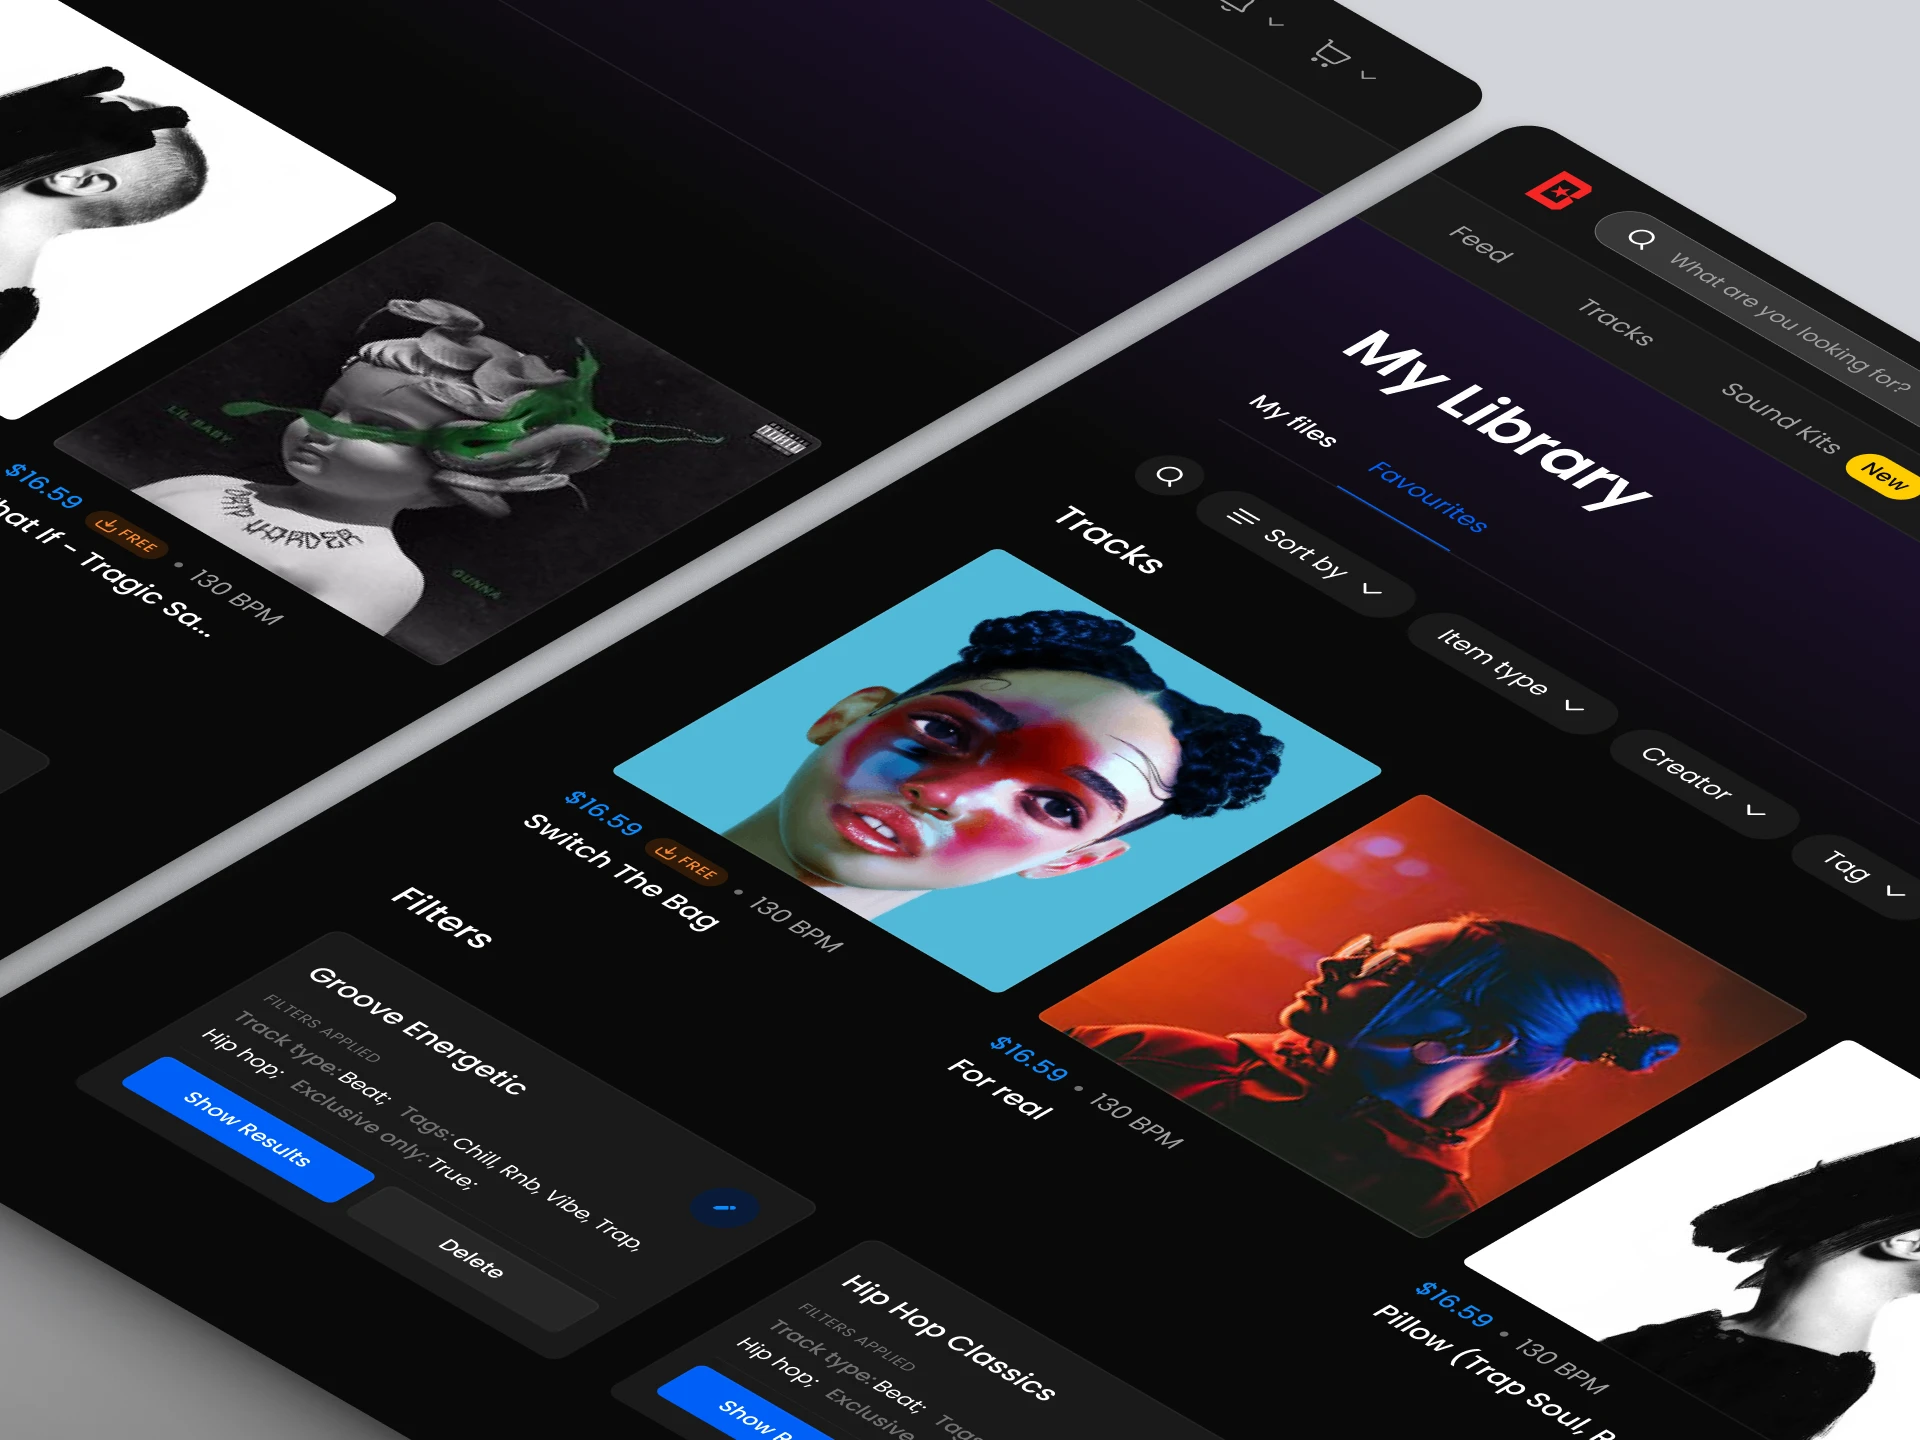 LIL BABY
DRIP HARDER
GUNNA
$16.59 FREE • 130 BPM
hat If – Tragic Sa...
What are you looking for?
Feed
Tracks
Sound Kits
New
My Library
My files
Favourites
Sort by
Item type
Creator
Tag
Tracks
$16.59 FREE • 130 BPM
Switch The Bag
$16.59 • 130 BPM
For real
$16.59 • 130 BPM
Pillow (Trap Soul, R
Filters
Groove Energetic
FILTERS APPLIED
Track type: Beat; Tags: Chill, Rnb, Vibe, Trap,
Hip hop; Exclusive only: True;
Show Results
Delete
Hip Hop Classics
FILTERS APPLIED
Track type: Beat; Tags
Hip hop; Exclusive
Show R